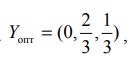 Y_опт = (0, 2/3, 1/3),